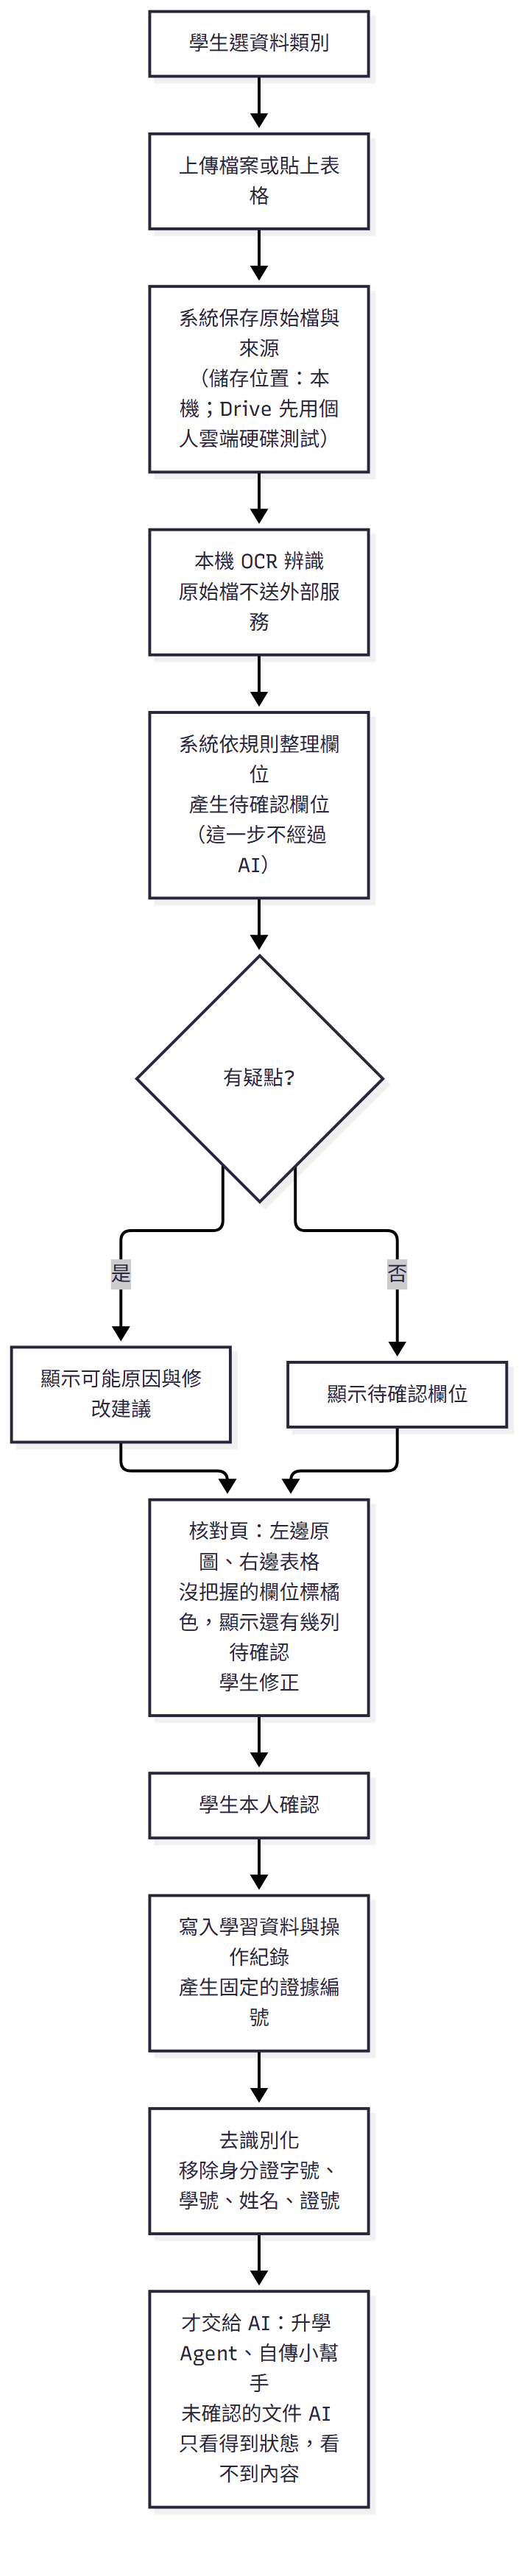 學生選資料類別
上傳檔案或貼上表
格
系統保存原始檔與
來源
（儲存位置：本
機；Drive 先用個
人雲端硬碟測試）
本機 OCR 辨識
原始檔不送外部服
務
系統依規則整理欄
位
產生待確認欄位
（這一步不經過
AI）
有疑點?
是
否
顯示可能原因與修
改建議
顯示待確認欄位
核對頁：左邊原
圖、右邊表格
沒把握的欄位標橘
色，顯示還有幾列
待確認
學生修正
學生本人確認
寫入學習資料與操
作紀錄
產生固定的證據編
號
去識別化
移除身分證字號、
學號、姓名、證號
才交給 AI：升學
Agent、自傳小幫
手
未確認的文件 AI
只看得到狀態，看
不到內容